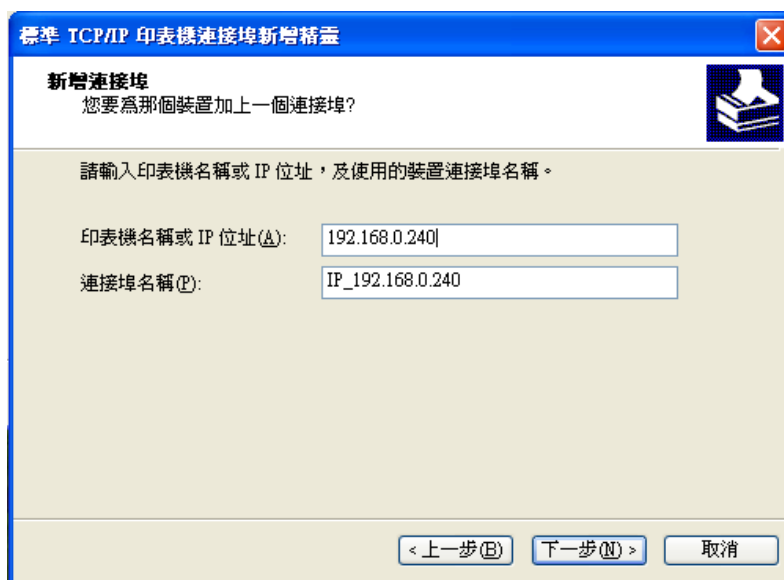 標準 TCP/IP 印表機連接埠新增精靈
新增連接埠
您要爲那個裝置加上一個連接埠?
請輸入印表機名稱或 IP 位址，及使用的裝置連接埠名稱。
印表機名稱或 IP 位址(A): 192.168.0.240
連接埠名稱(P): IP_192.168.0.240
< 上一步(B) 下一步(N) > 取消